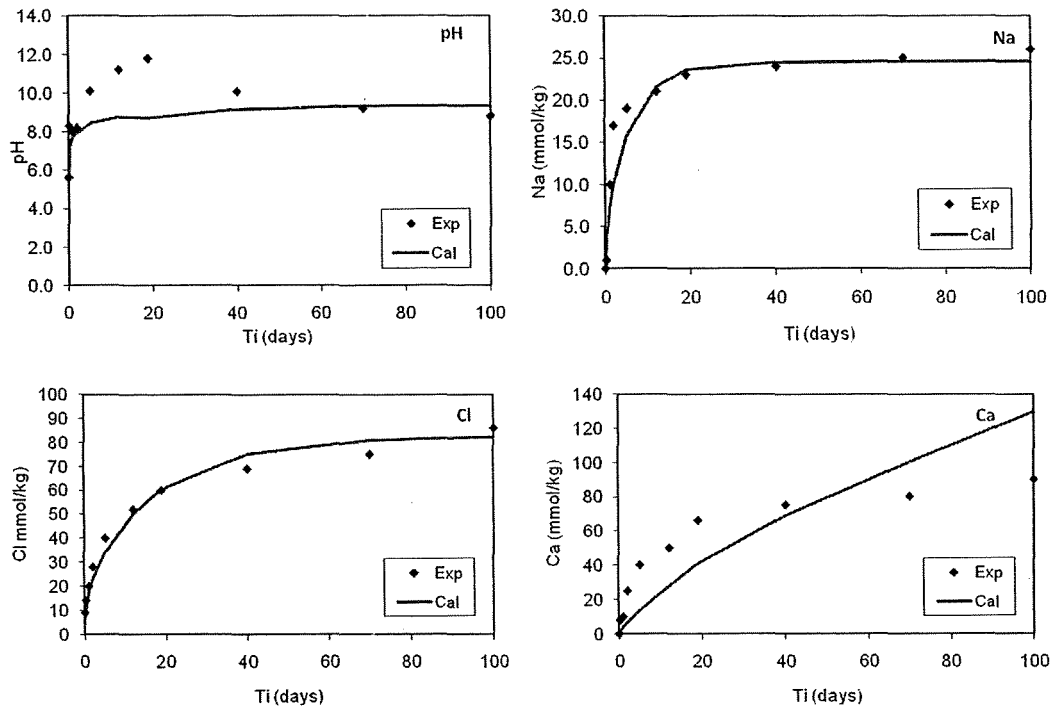 14.0
12.0
10.0
8.0
6.0
4.0
2.0
0.0
pH
pH
Exp
Cal
0 20 40 60 80 100
Ti (days)
30.0
25.0
20.0
15.0
10.0
5.0
0.0
Na (mmol/kg)
Na
Exp
Cal
0 20 40 60 80 100
Ti (days)
100
90
80
70
60
50
40
30
20
10
0
Cl mmol/kg)
Cl
Exp
Cal
0 20 40 60 80 100
Ti (days)
140
120
100
80
60
40
20
0
Ca (mmol/kg)
Ca
Exp
Cal
0 20 40 60 80 100
Ti (days)